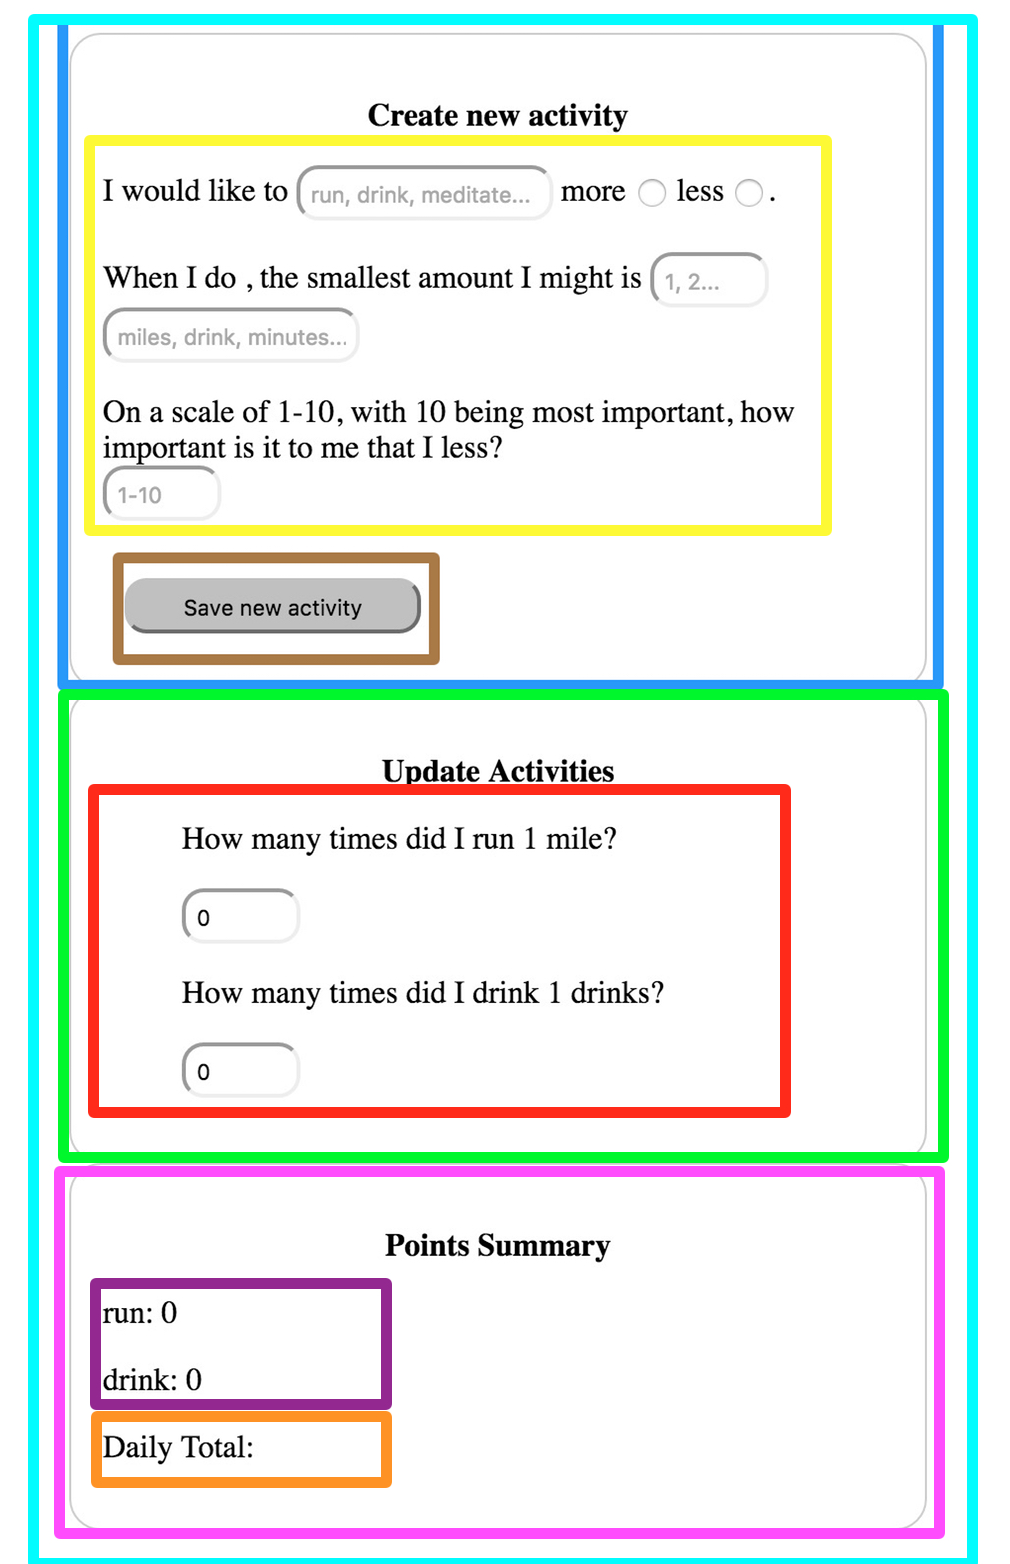 Create new activity
I would like to run, drink, meditate... more less .
When I do , the smallest amount I might is 1, 2...
miles, drink, minutes...
On a scale of 1-10, with 10 being most important, how
important is it to me that I less?
1-10
Save new activity
Update Activities
How many times did I run 1 mile?
0
How many times did I drink 1 drinks?
0
Points Summary
run: 0
drink: 0
Daily Total: